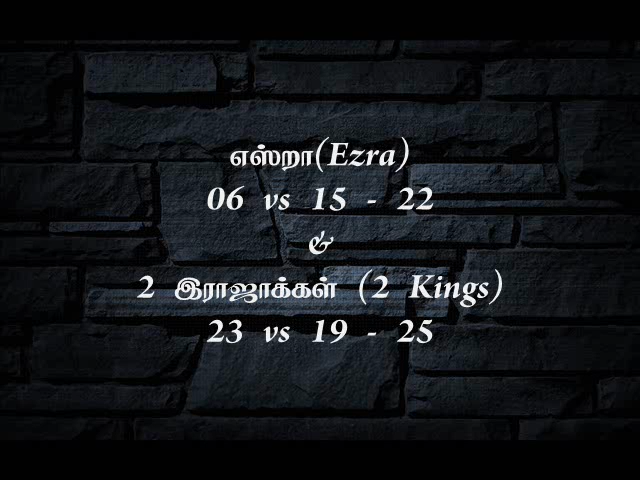 எஸ்றா(Ezra)
06 vs 15 - 22
&
2 இராஜாக்கள் (2 Kings)
23 vs 19 - 25